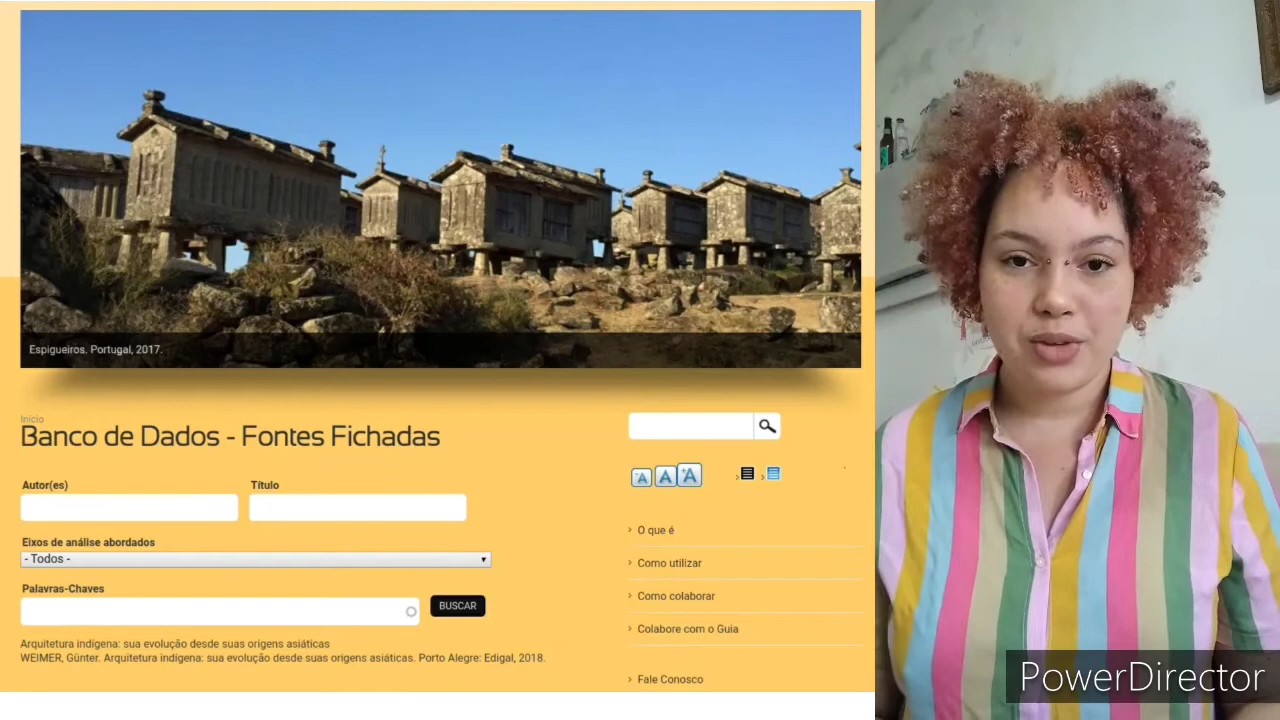 Espigueiros. Portugal, 2017.
Início
Banco de Dados - Fontes Fichadas
Autor(es)
Título
Eixos de análise abordados
- Todos -
Palavras-Chaves
BUSCAR
Arquitetura indígena: sua evolução desde suas origens asiáticas
WEIMER, Günter. Arquitetura indígena: sua evolução desde suas origens asiáticas. Porto Alegre: Edigal, 2018.
-A A +A
O que é
Como utilizar
Como colaborar
Colabore com o Guia
Fale Conosco
PowerDirector